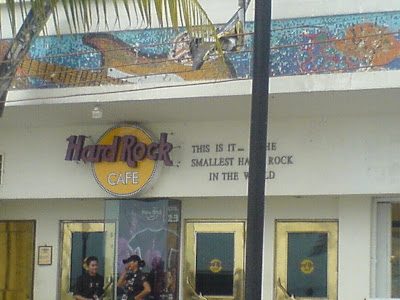 Hard Rock
CAFE
THIS IS IT... THE
SMALLEST HARD ROCK
IN THE WORLD